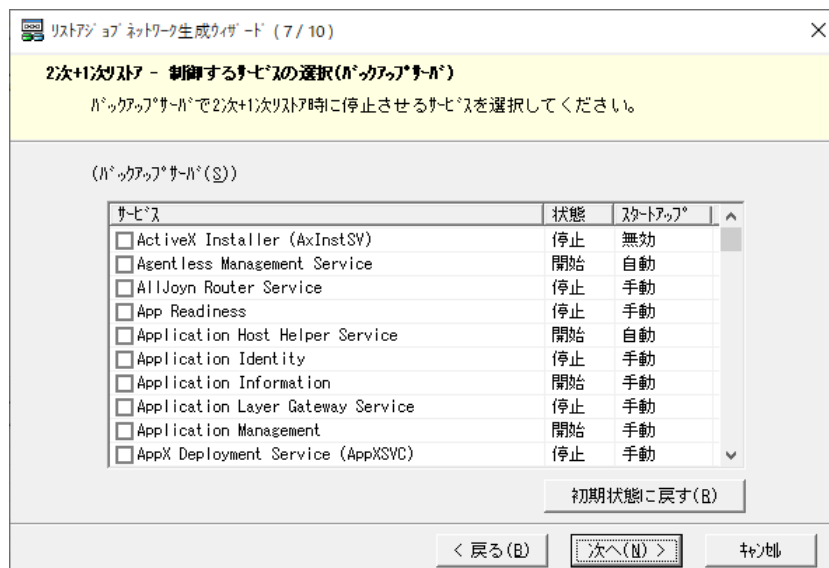 ﾘｽﾄｱｼﾞｮﾌﾞﾈｯﾄﾜｰｸ生成ｳｨｻﾞｰﾄﾞ ( 7 / 10 )
2次+1次ﾘｽﾄｱ - 制御するｻｰﾋﾞｽの選択(ﾊﾞｯｸｱｯﾌﾟｻｰﾊﾞ)
ﾊﾞｯｸｱｯﾌﾟｻｰﾊﾞで2次+1次ﾘｽﾄｱ時に停止させるｻｰﾋﾞｽを選択してください。
(ﾊﾞｯｸｱｯﾌﾟｻｰﾊﾞ(S))
ｻｰﾋﾞｽ 状態 ｽﾀｰﾄｱｯﾌﾟ
ActiveX Installer (AxInstSV) 停止 無効
Agentless Management Service 開始 自動
AllJoyn Router Service 停止 手動
App Readiness 停止 手動
Application Host Helper Service 開始 自動
Application Identity 停止 手動
Application Information 開始 手動
Application Layer Gateway Service 停止 手動
Application Management 開始 手動
AppX Deployment Service (AppXSVC) 停止 手動
初期状態に戻す(R)
< 戻る(B) 次へ(N) > ｷｬﾝｾﾙ